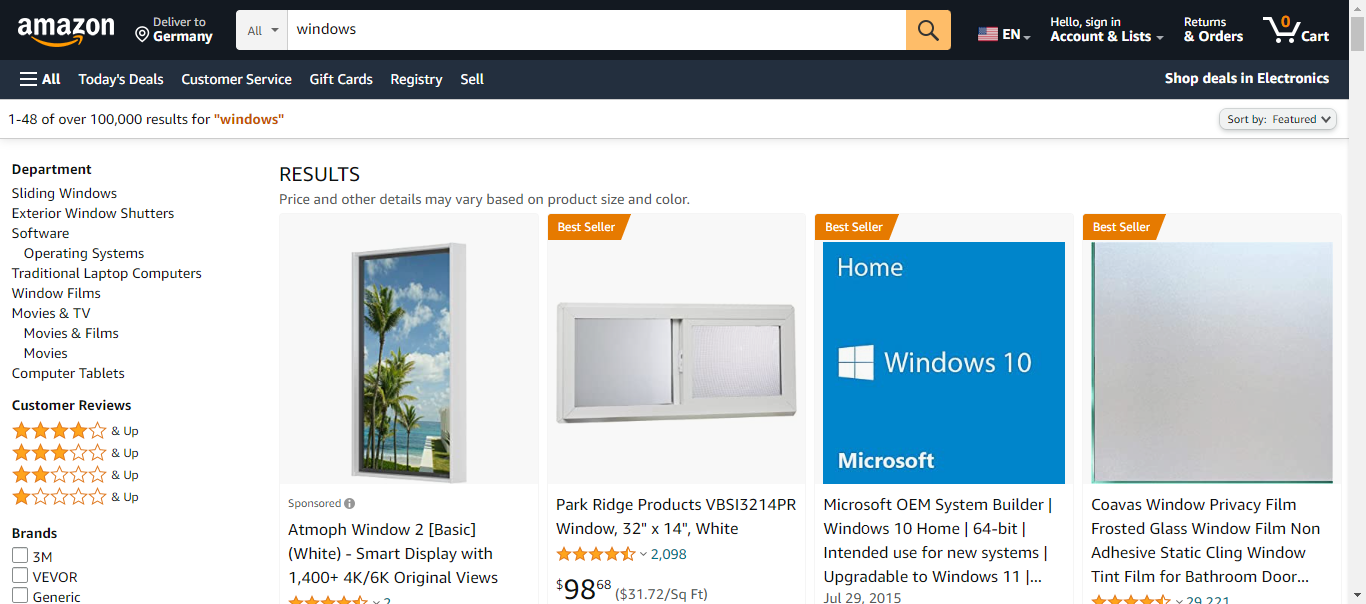 amazon
Deliver to
Germany
All
windows
EN
Hello, sign in
Account & Lists
Returns
& Orders
0
Cart
All
Today's Deals
Customer Service
Gift Cards
Registry
Sell
Shop deals in Electronics
1-48 of over 100,000 results for "windows"
Sort by: Featured
Department
Sliding Windows
Exterior Window Shutters
Software
Operating Systems
Traditional Laptop Computers
Window Films
Movies & TV
Movies & Films
Movies
Computer Tablets
Customer Reviews
& Up
& Up
& Up
& Up
Brands
3M
VEVOR
Generic
RESULTS
Price and other details may vary based on product size and color.
Sponsored
Atmoph Window 2 [Basic]
(White) - Smart Display with
1,400+ 4K/6K Original Views
2
Best Seller
Park Ridge Products VBSI3214PR
Window, 32" x 14", White
2,098
$9868 ($31.72/Sq Ft)
Best Seller
Home
Windows 10
Microsoft
Microsoft OEM System Builder |
Windows 10 Home | 64-bit |
Intended use for new systems |
Upgradable to Windows 11 |...
Jul 29, 2015
Best Seller
Coavas Window Privacy Film
Frosted Glass Window Film Non
Adhesive Static Cling Window
Tint Film for Bathroom Door...
29,221